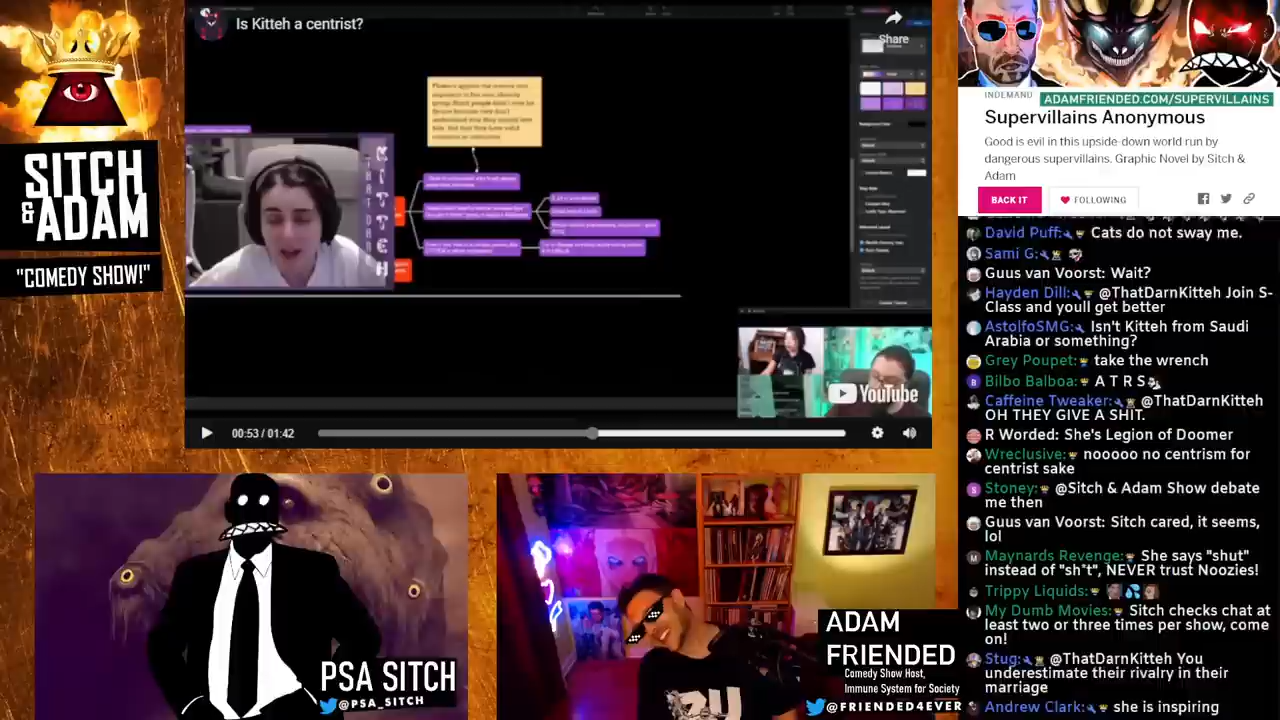 Is Kitteh a centrist?
Share
SITCH
& ADAM
"COMEDY SHOW!"
THAT DARN
KITTEH
YouTube
00:53 / 01:42
PSA SITCH
@PSA_SITCH
ADAM
FRIENDED
Comedy Show Host,
Immune System for Society
@FRIENDED4EVER
INDEMAND
ADAMFRIENDED.COM/SUPERVILLAINS
Supervillains Anonymous
Good is evil in this upside-down world run by
dangerous supervillains. Graphic Novel by Sitch &
Adam
BACK IT
FOLLOWING
David Puff: Cats do not sway me.
Sami G:
Guus van Voorst: Wait?
Hayden Dill: @ThatDarnKitteh Join S-
Class and youll get better
AstolfoSMG: Isn't Kitteh from Saudi
Arabia or something?
Grey Poupet: take the wrench
Bilbo Balboa: A T R S
Caffeine Tweaker: @ThatDarnKitteh
OH THEY GIVE A SHIT.
R Worded: She's Legion of Doomer
Wreclusive: nooooo no centrism for
centrist sake
Stoney: @Sitch & Adam Show debate
me then
Guus van Voorst: Sitch cared, it seems,
lol
Maynards Revenge: She says "shut"
instead of "sh*t", NEVER trust Noozies!
Trippy Liquids:
My Dumb Movies: Sitch checks chat at
least two or three times per show, come
on!
Stug: @ThatDarnKitteh You
underestimate their rivalry in their
marriage
Andrew Clark: she is inspiring